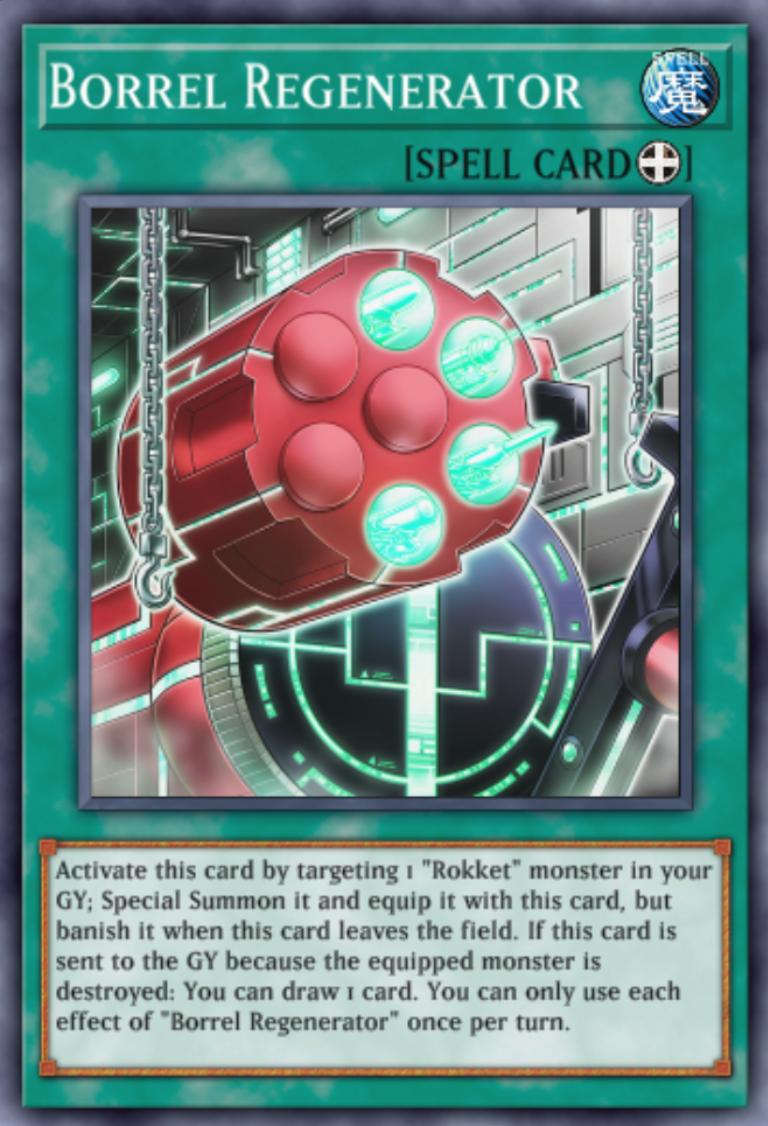 BORREL REGENERATOR
SPELL
魔
[SPELL CARD]
Activate this card by targeting 1 "Rokket" monster in your
GY; Special Summon it and equip it with this card, but
banish it when this card leaves the field. If this card is
sent to the GY because the equipped monster is
destroyed: You can draw 1 card. You can only use each
effect of "Borrel Regenerator" once per turn.